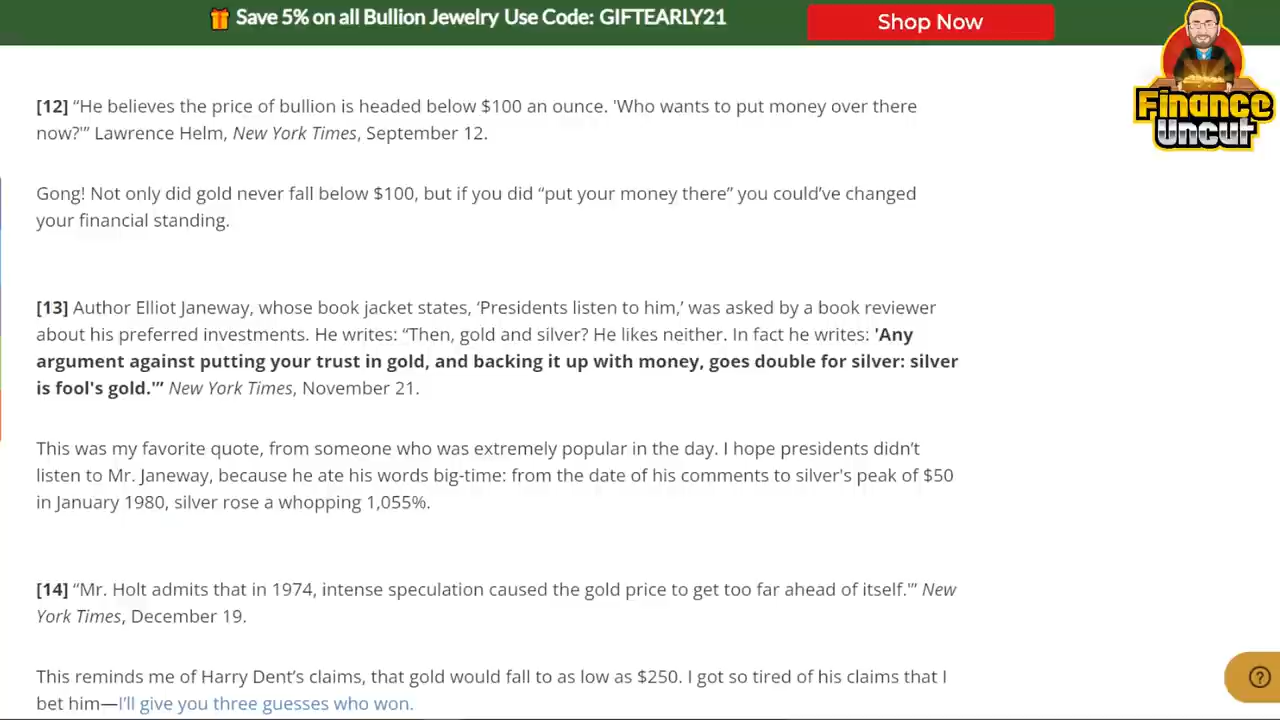 Save 5% on all Bullion Jewelry Use Code: GIFTEARLY21
Shop Now
Finance
Uncut
[12] “He believes the price of bullion is headed below $100 an ounce. 'Who wants to put money over there
now?'” Lawrence Helm, New York Times, September 12.
Gong! Not only did gold never fall below $100, but if you did “put your money there” you could’ve changed
your financial standing.
[13] Author Elliot Janeway, whose book jacket states, ‘Presidents listen to him,’ was asked by a book reviewer
about his preferred investments. He writes: “Then, gold and silver? He likes neither. In fact he writes: 'Any
argument against putting your trust in gold, and backing it up with money, goes double for silver: silver
is fool's gold.'” New York Times, November 21.
This was my favorite quote, from someone who was extremely popular in the day. I hope presidents didn’t
listen to Mr. Janeway, because he ate his words big-time: from the date of his comments to silver's peak of $50
in January 1980, silver rose a whopping 1,055%.
[14] “Mr. Holt admits that in 1974, intense speculation caused the gold price to get too far ahead of itself.'” New
York Times, December 19.
This reminds me of Harry Dent’s claims, that gold would fall to as low as $250. I got so tired of his claims that I
bet him—I’ll give you three guesses who won.